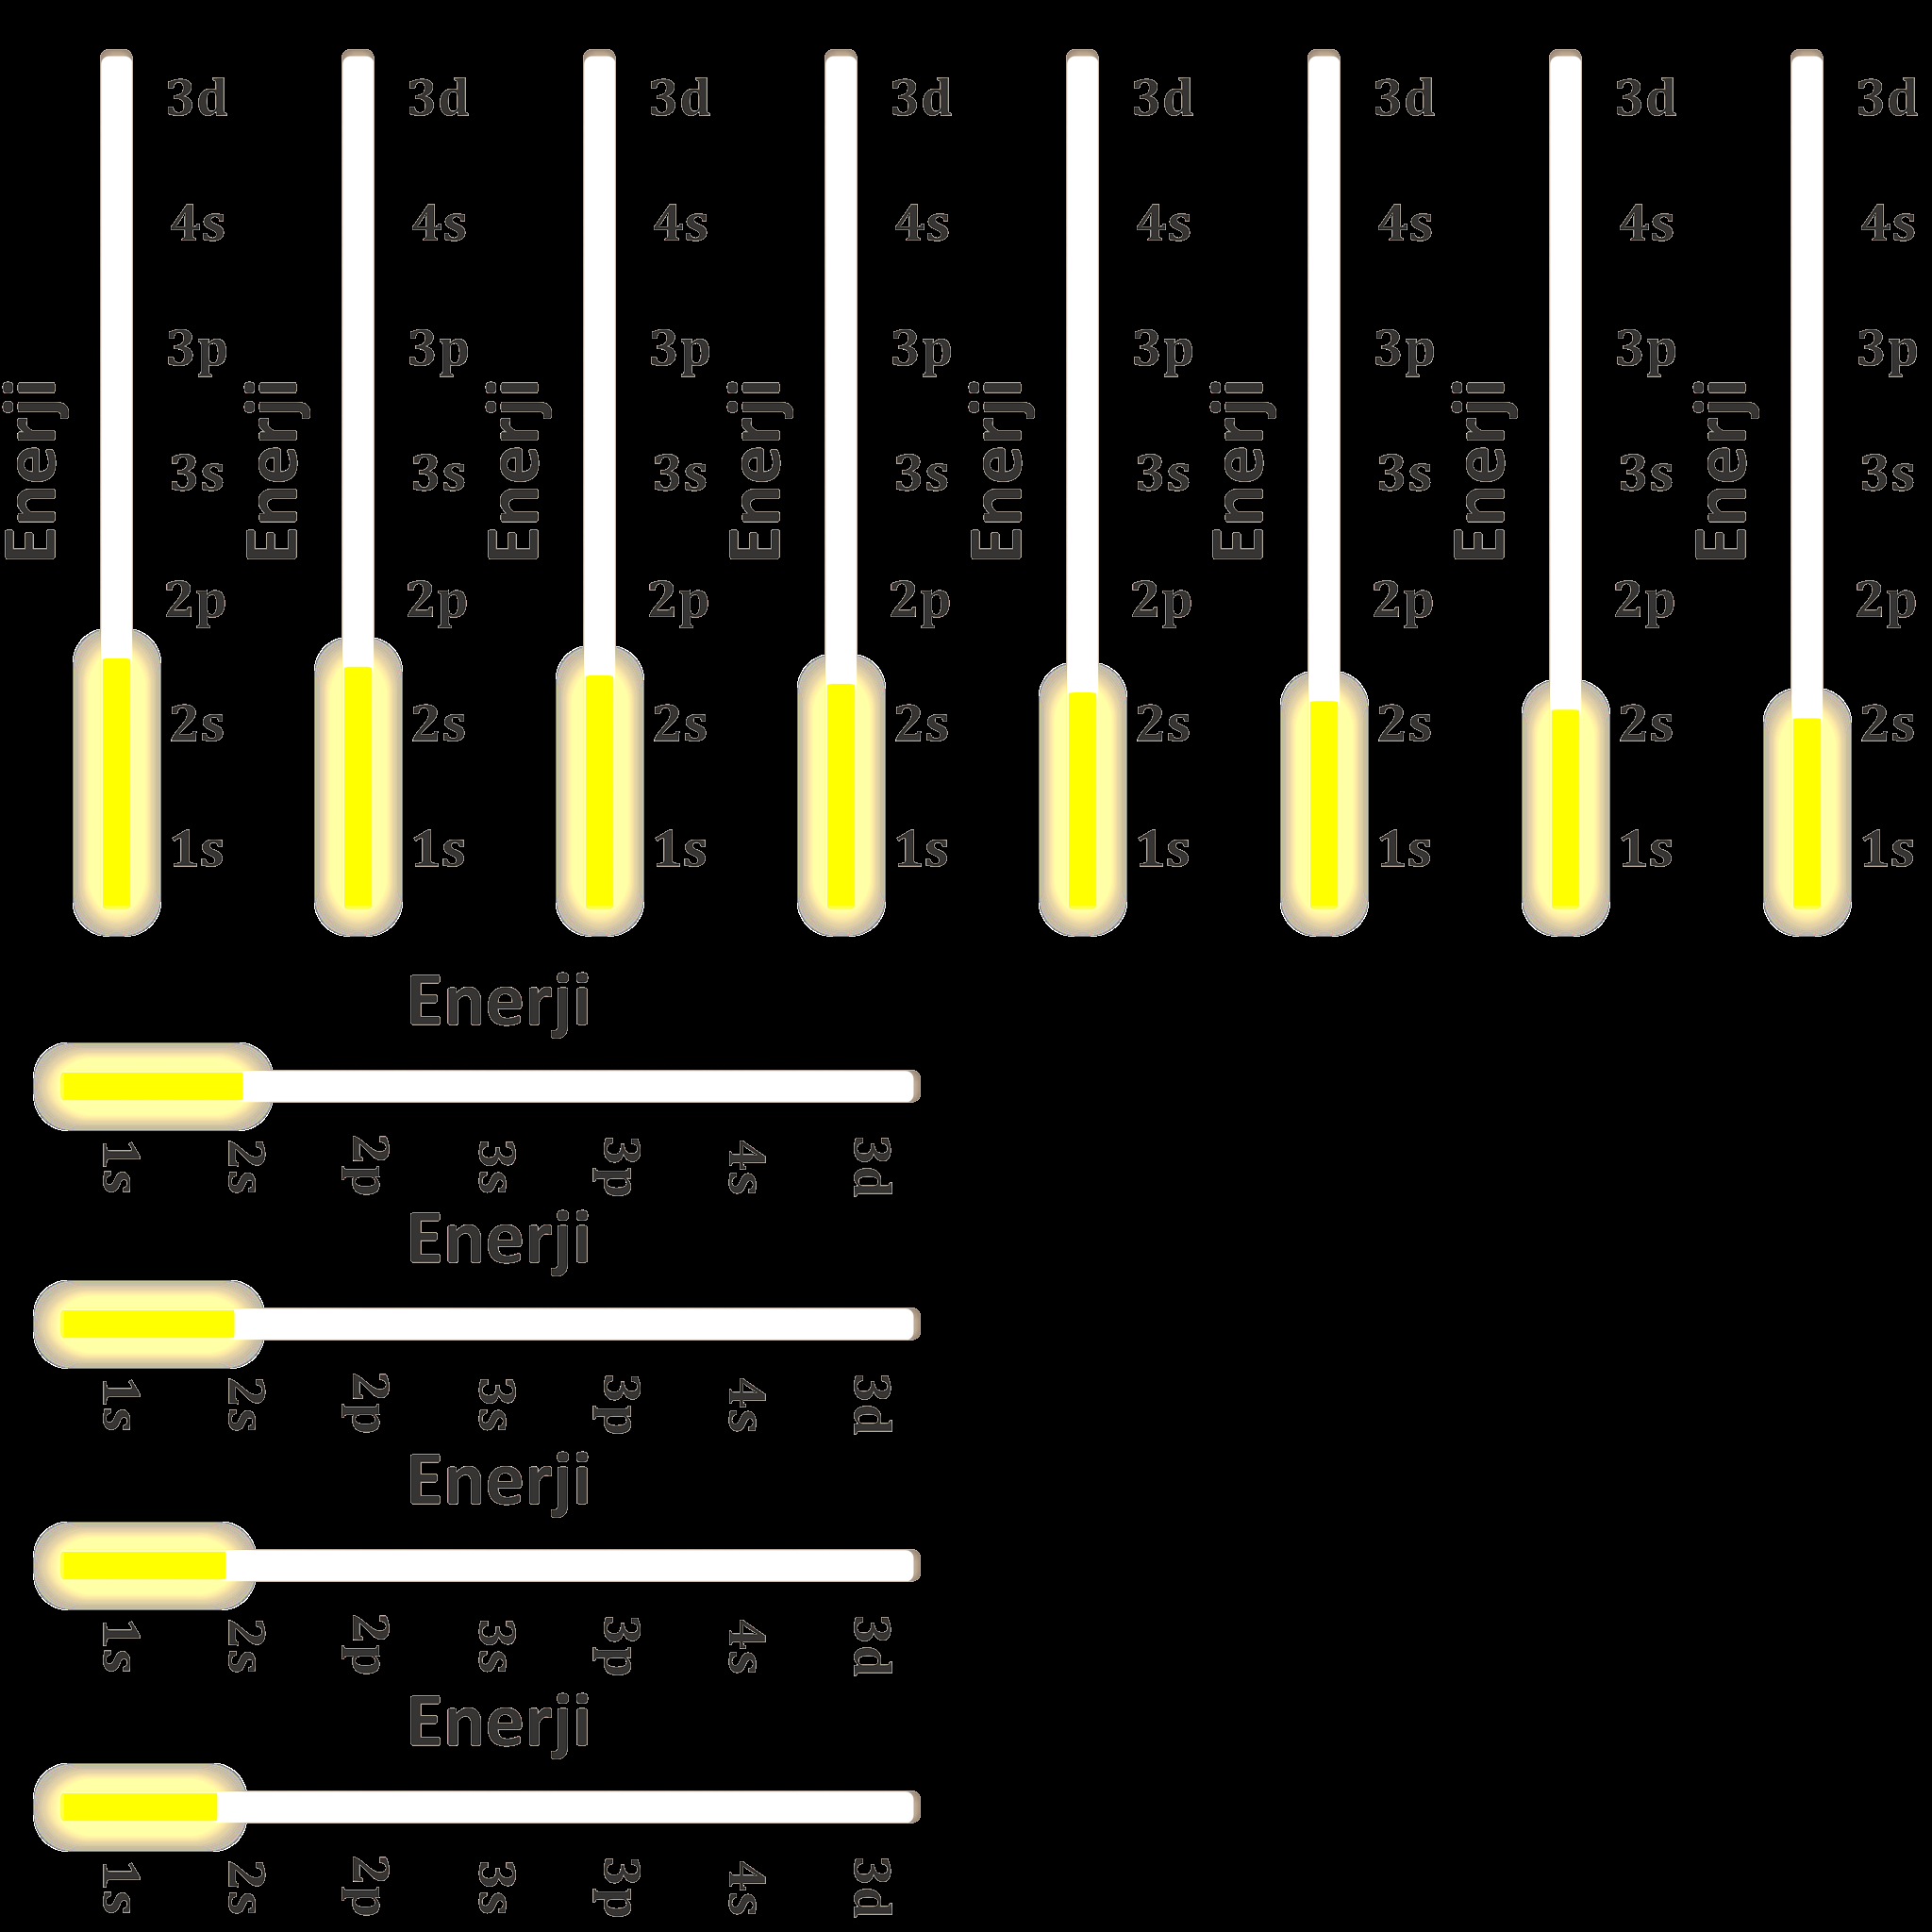 3d 3d 3d 3d 3d 3d 3d 3d
4s 4s 4s 4s 4s 4s 4s 4s
3p 3p 3p 3p 3p 3p 3p 3p
Enerji Enerji Enerji Enerji Enerji Enerji Enerji Enerji
3s 3s 3s 3s 3s 3s 3s 3s
2p 2p 2p 2p 2p 2p 2p 2p
2s 2s 2s 2s 2s 2s 2s 2s
1s 1s 1s 1s 1s 1s 1s 1s
Enerji
1s 2s 2p 3s 3p 4s 3d
Enerji
1s 2s 2p 3s 3p 4s 3d
Enerji
1s 2s 2p 3s 3p 4s 3d
Enerji
1s 2s 2p 3s 3p 4s 3d